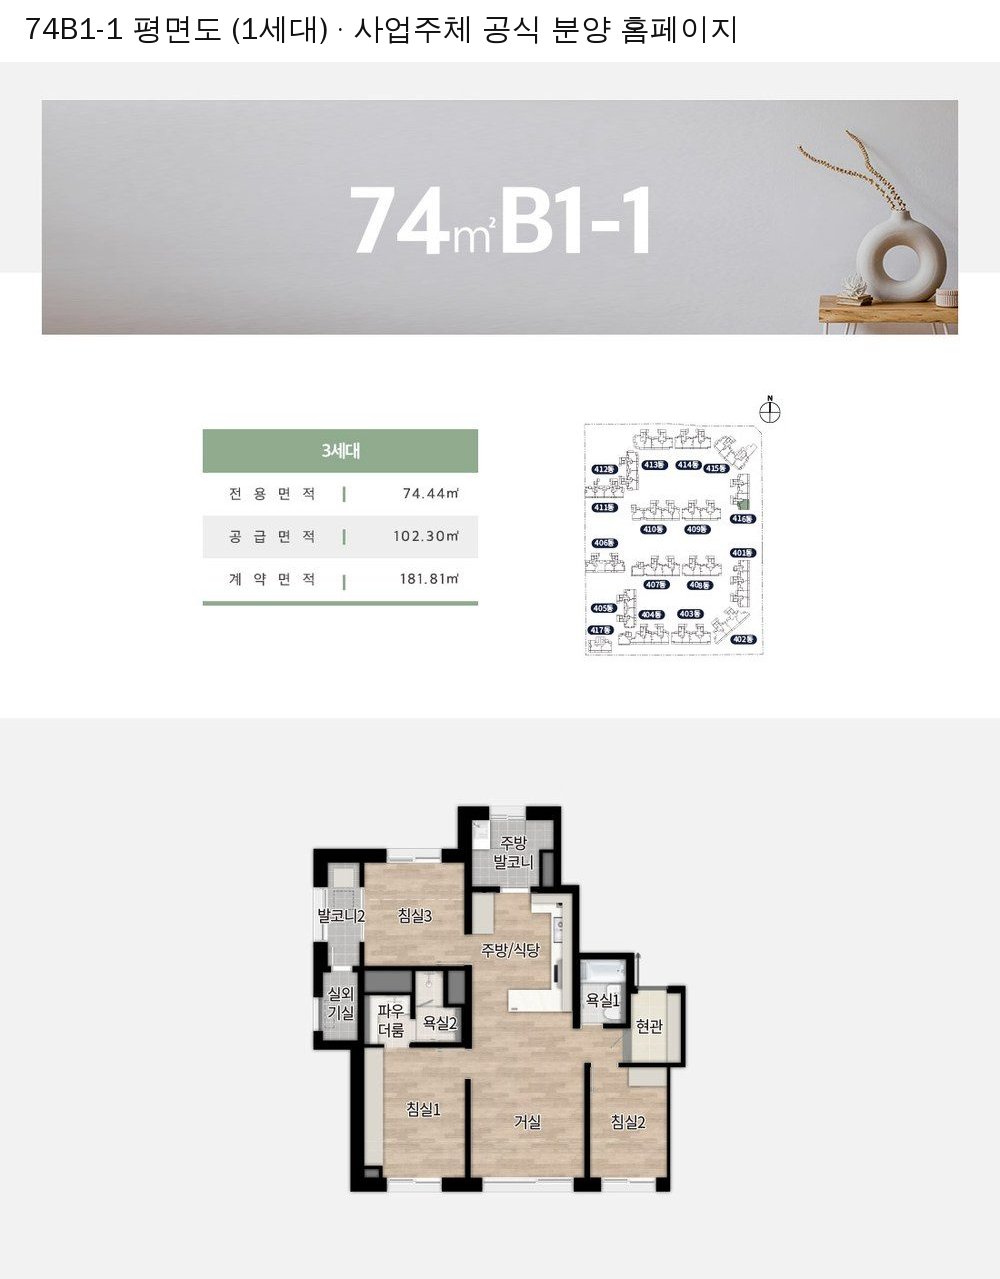 74B1-1 평면도 (1세대) · 사업주체 공식 분양 홈페이지
74㎡B1-1
3세대
전용면적 74.44㎡
공급면적 102.30㎡
계약면적 181.81㎡
N
412동
413동
414동
415동
411동
416동
410동
409동
406동
401동
407동
408동
405동
404동
403동
417동
402동
주방
발코니
발코니2
침실3
주방/식당
실외
기실
파우
더룸
욕실2
욕실1
현관
침실1
거실
침실2